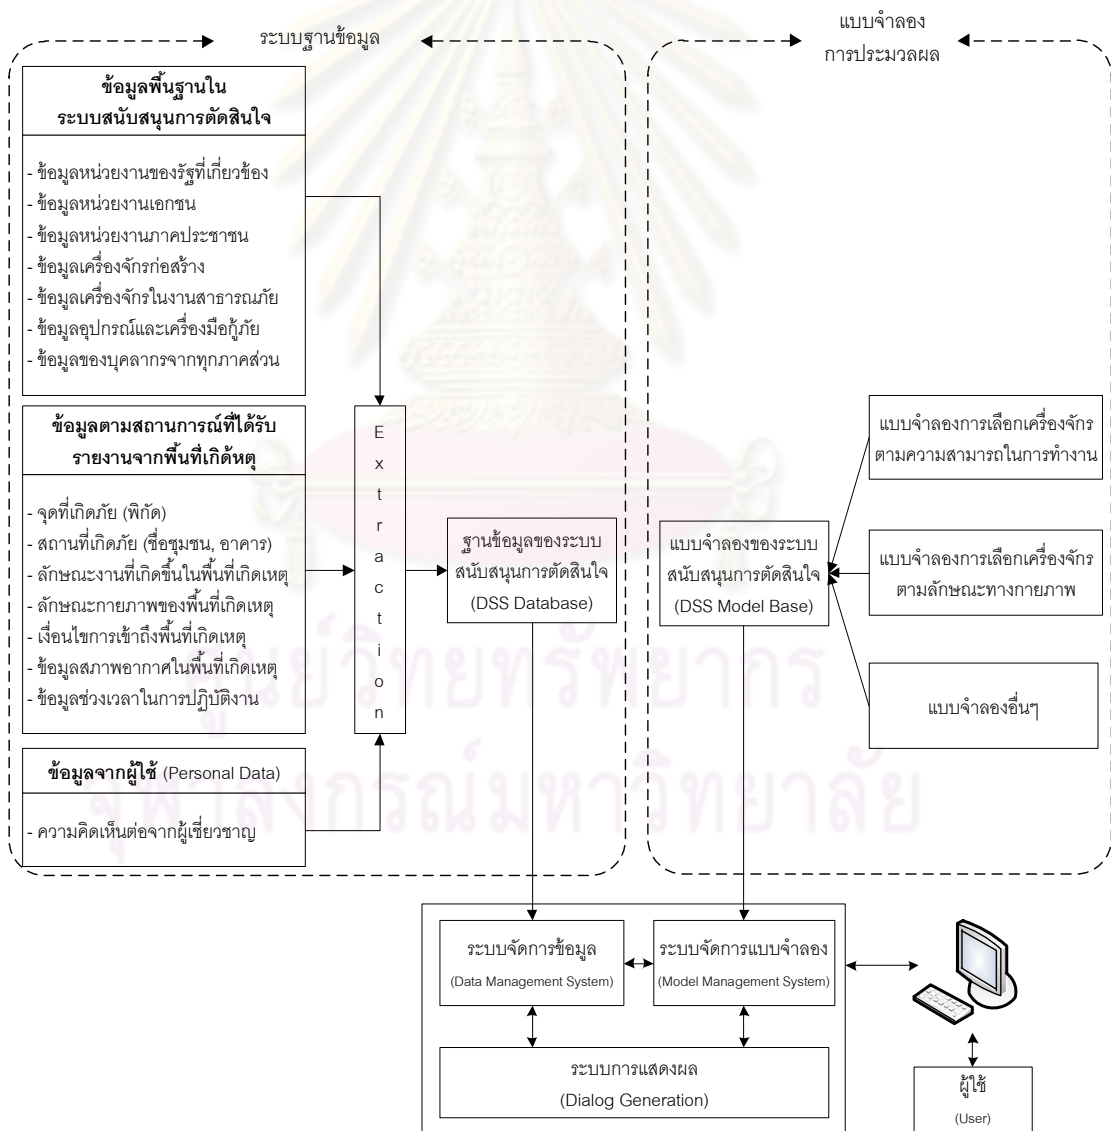 ระบบฐานข้อมูล
แบบจำลอง
การประมวลผล
ข้อมูลพื้นฐานใน
ระบบสนับสนุนการตัดสินใจ
- ข้อมูลหน่วยงานของรัฐที่เกี่ยวข้อง
- ข้อมูลหน่วยงานเอกชน
- ข้อมูลหน่วยงานภาคประชาชน
- ข้อมูลเครื่องจักรก่อสร้าง
- ข้อมูลเครื่องจักรในงานสาธารณภัย
- ข้อมูลอุปกรณ์และเครื่องมือกู้ภัย
- ข้อมูลของบุคลากรจากทุกภาคส่วน
ข้อมูลตามสถานการณ์ที่ได้รับ
รายงานจากพื้นที่เกิดห้หตุ
- จุดที่เกิดภัย (พิกัด)
- สถานที่เกิดภัย (ชื่อชุมชน, อาคาร)
- ลักษณะงานที่เกิดขึ้นในพื้นที่เกิดเหตุ
- ลักษณะกายภาพของพื้นที่เกิดเหตุ
- เงื่อนไขการเข้าถึงพื้นที่เกิดเหตุ
- ข้อมูลสภาพอากาศในพื้นที่เกิดเหตุ
- ข้อมูลช่วงเวลาในการปฏิบัติงาน
ข้อมูลจากผู้ใช้ (Personal Data)
- ความคิดเห็นต่อจากผู้เชี่ยวชาญ
Extraction
ฐานข้อมูลของระบบ
สนับสนุนการตัดสินใจ
(DSS Database)
แบบจำลองของระบบ
สนับสนุนการตัดสินใจ
(DSS Model Base)
แบบจำลองการเลือกเครื่องจักร
ตามความสามารถในการทำงาน
แบบจำลองการเลือกเครื่องจักร
ตามลักษณะทางกายภาพ
แบบจำลองอื่นๆ
ศูนย์วิทยทรัพยากร
จุฬาลงกรณ์มหาวิทยาลัย
ระบบจัดการข้อมูล
(Data Management System)
ระบบจัดการแบบจำลอง
(Model Management System)
ระบบการแสดงผล
(Dialog Generation)
ผู้ใช้
(User)